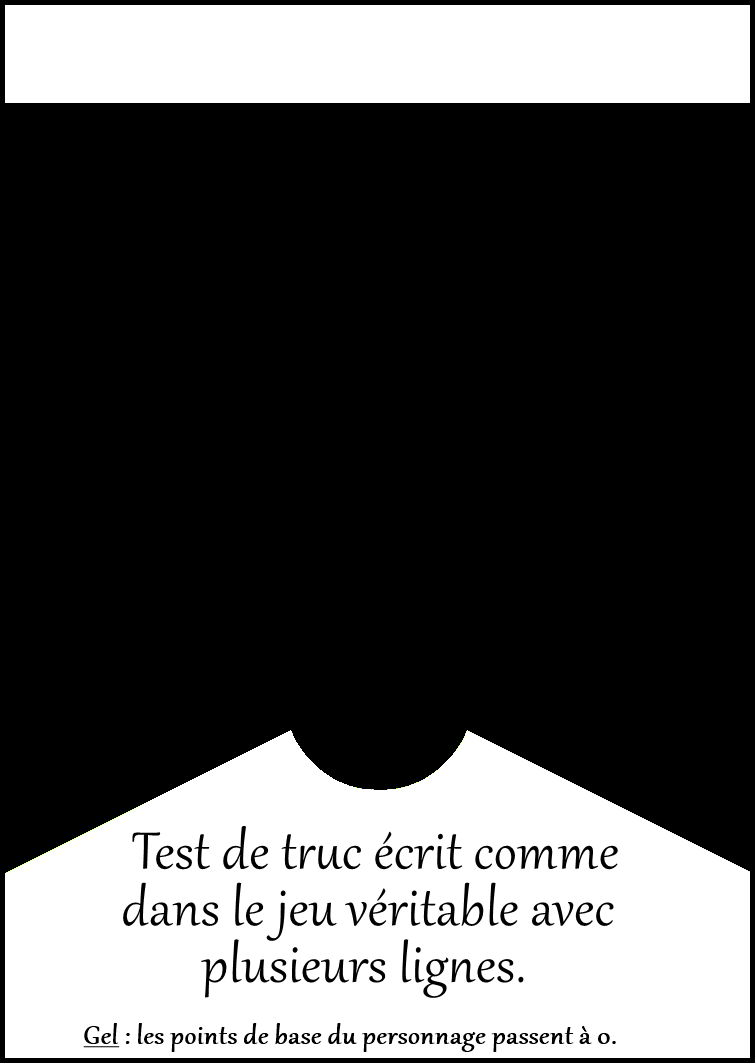 Test de truc écrit comme
dans le jeu véritable avec
plusieurs lignes.
Gel : les points de base du personnage passent à 0.